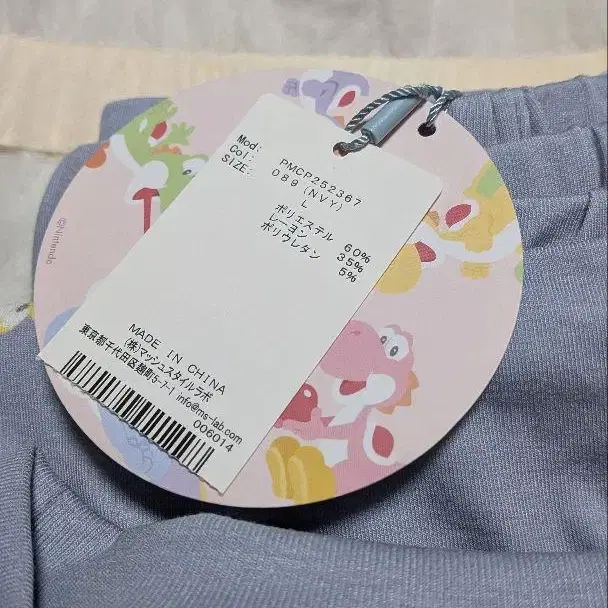 Mod: PMCP252367
Col: 089(NVY)
SIZE: L
ポリエステル 60%
レーヨン 35%
ポリウレタン 5%
MADE IN CHINA
(株)マッシュスタイルラボ
東京都千代田区麹町5-7-1 info@ms-lab.com
006014
©Nintendo